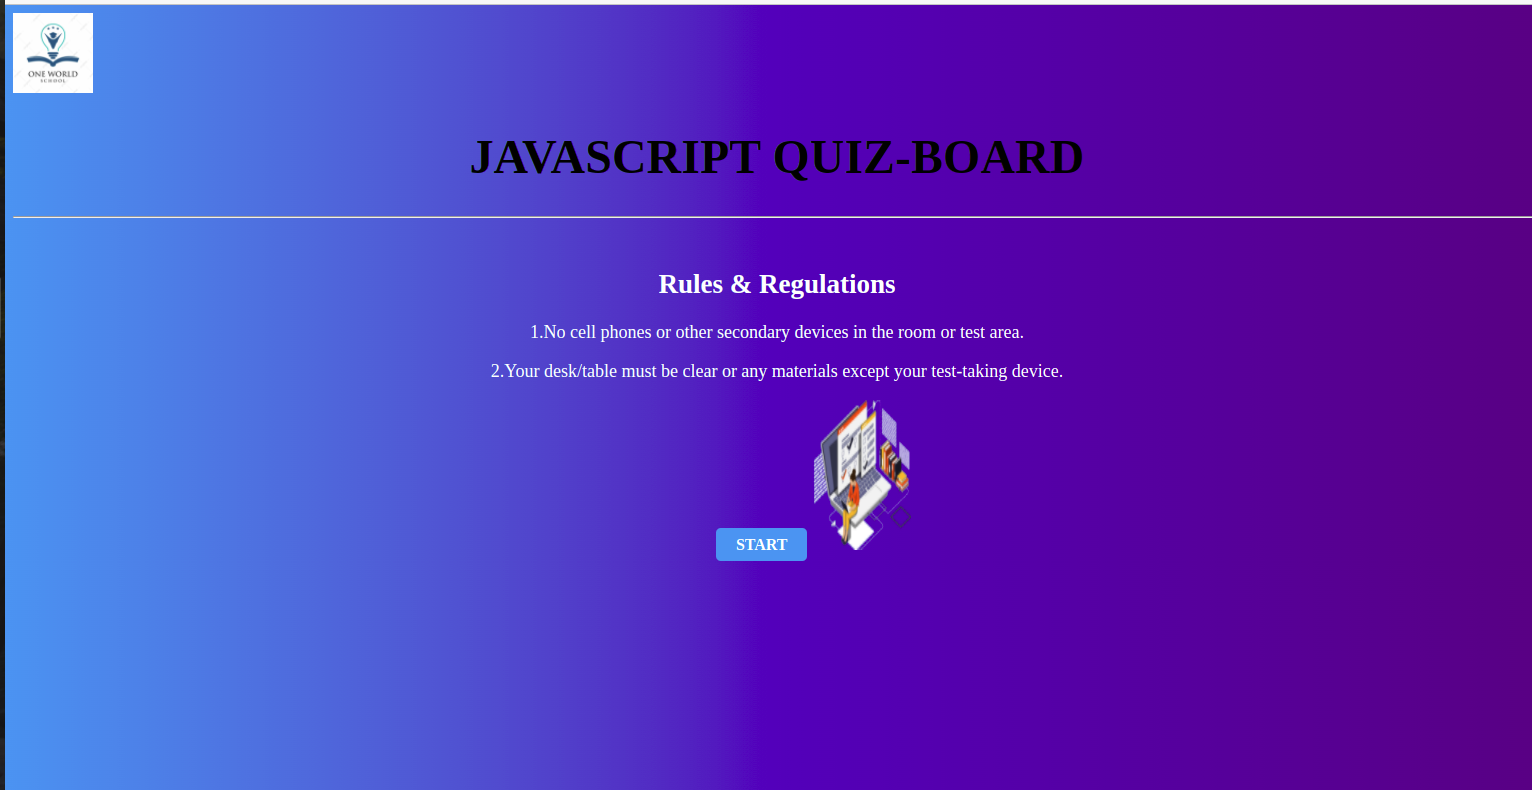 ONE WORLD
SCHOOL
JAVASCRIPT QUIZ-BOARD
Rules & Regulations
1.No cell phones or other secondary devices in the room or test area.
2.Your desk/table must be clear or any materials except your test-taking device.
START